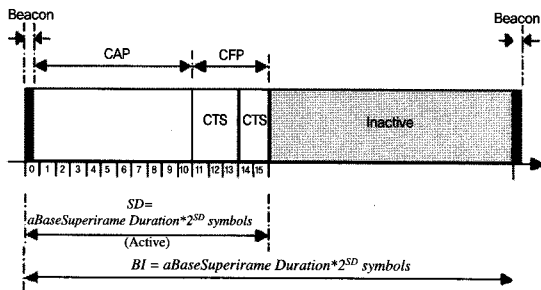 Beacon
Beacon
CAP
CFP
CTS
CTS
Inactive
0 1 2 3 4 5 6 7 8 9 10 11 12 13 14 15
SD=
aBaseSuperirame Duration*2^SD symbols
(Active)
BI = aBaseSuperirame Duration*2^SD symbols